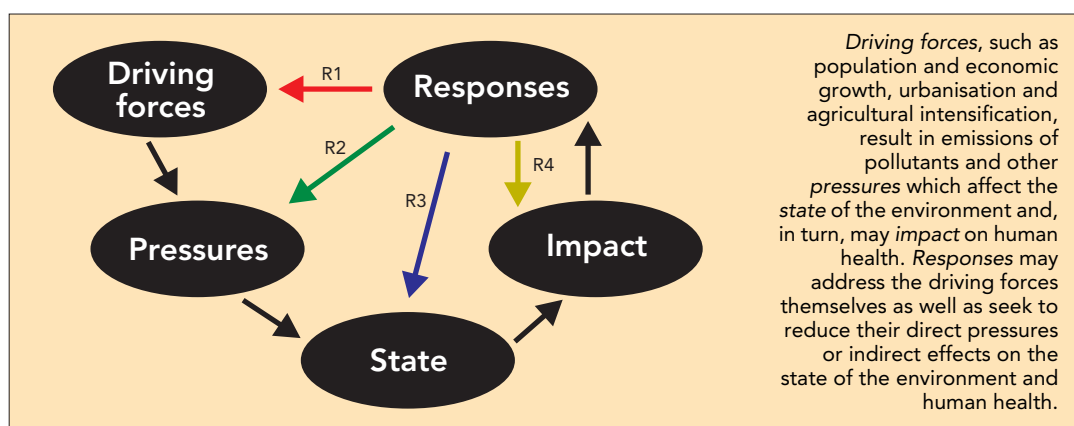 Driving
forces
R1
Responses
R2
R3
R4
Pressures
Impact
State
Driving forces, such as
population and economic
growth, urbanisation and
agricultural intensification,
result in emissions of
pollutants and other
pressures which affect the
state of the environment and,
in turn, may impact on human
health. Responses may
address the driving forces
themselves as well as seek to
reduce their direct pressures
or indirect effects on the
state of the environment and
human health.